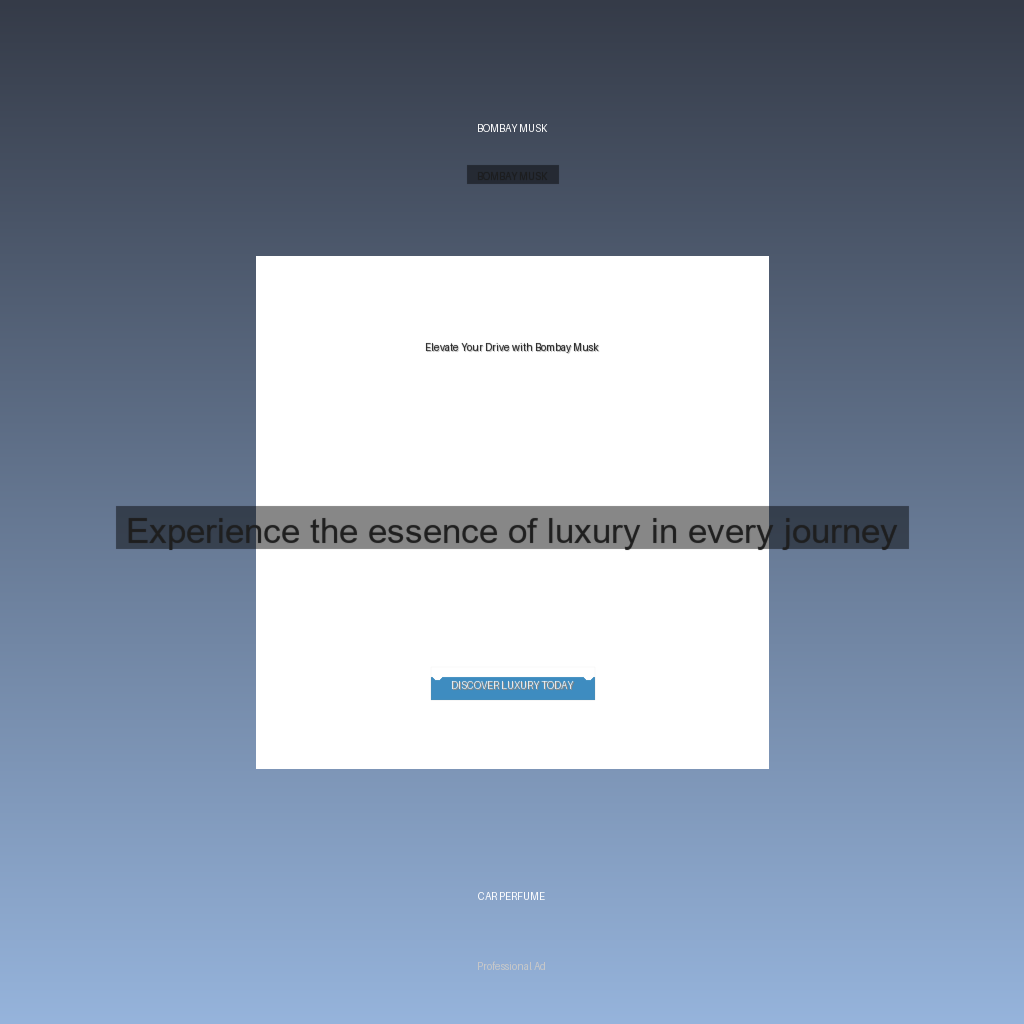 BOMBAY MUSK
BOMBAY MUSK
Elevate Your Drive with Bombay Musk
Experience the essence of luxury in every journey
DISCOVER LUXURY TODAY
CAR PERFUME
Professional Ad